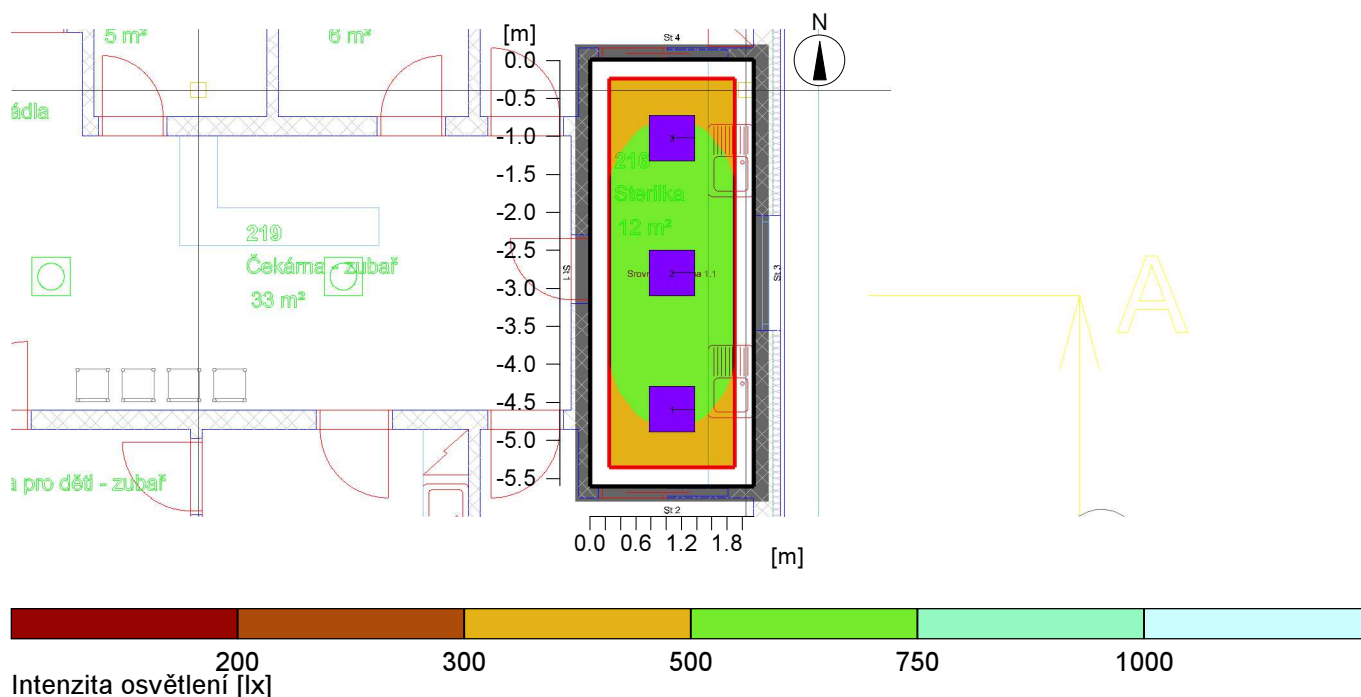 5 m²
6 m²
[m]
St 4
N
0.0
-0.5
ádla
-1.0
3
-1.5
216
Sterilka
-2.0
12 m²
219
Čekárna - zubař
33 m²
-2.5
St 1
2
St 3
-3.0
-3.5
A
-4.0
-4.5
1
-5.0
a pro děti - zubař
-5.5
St 2
0.0 0.6 1.2 1.8
[m]
200 300 500 750 1000
Intenzita osvětlení [lx]